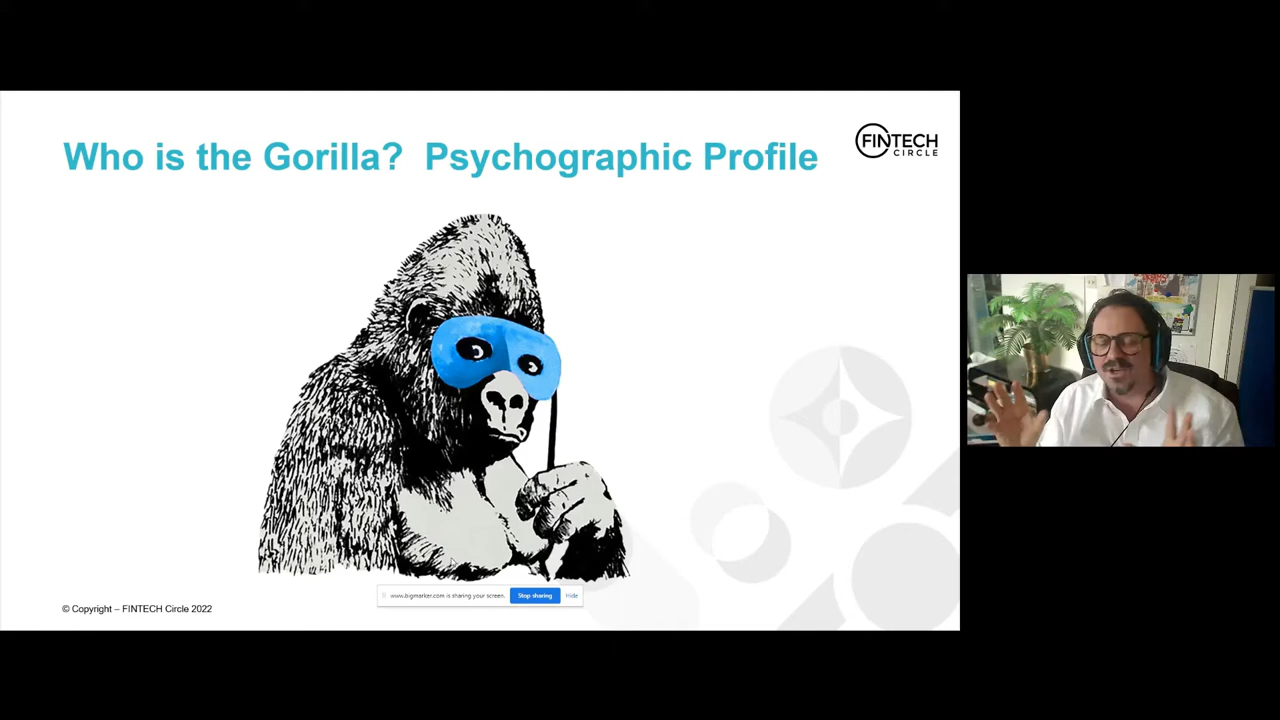 Who is the Gorilla? Psychographic Profile
FINTECH
CIRCLE
www.bigmarker.com is sharing your screen.
Stop sharing
Hide
© Copyright – FINTECH Circle 2022